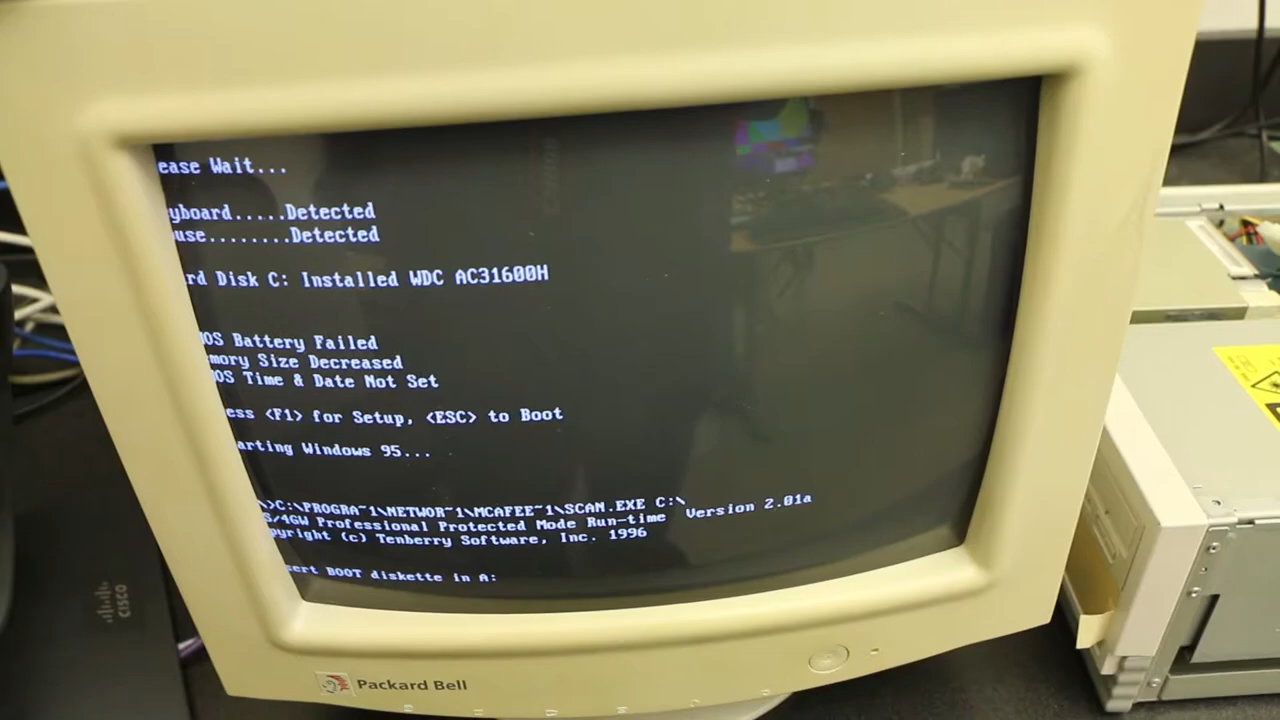 ease Wait...
yboard.....Detected
use........Detected
rd Disk C: Installed WDC AC31600H
OS Battery Failed
mory Size Decreased
OS Time & Date Not Set
ess <F1> for Setup, <ESC> to Boot
arting Windows 95...
\>C:\PROGRA~1\NETWOR~1\MCAFEE~1\SCAN.EXE C:\
S/4GW Professional Protected Mode Run-time Version 2.01a
pyright (c) Tenberry Software, Inc. 1996
sert BOOT diskette in A:
Packard Bell
CISCO